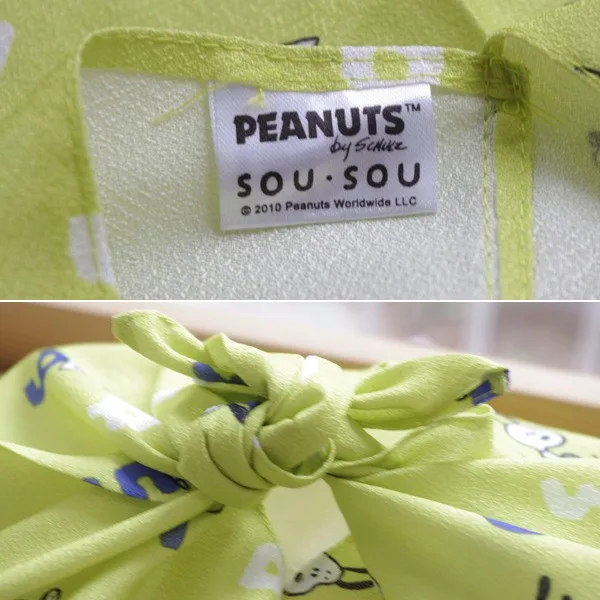 PEANUTS™
by SCHULZ
SOU・SOU
© 2010 Peanuts Worldwide LLC